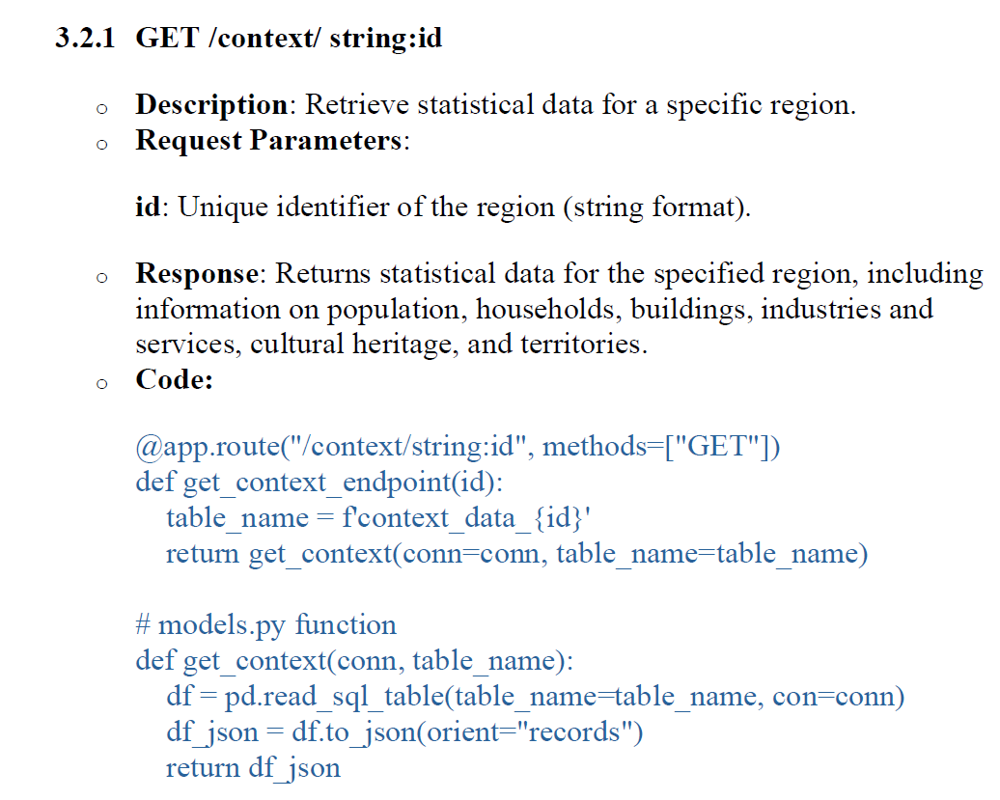 3.2.1 GET /context/ string:id
○ Description: Retrieve statistical data for a specific region.
○ Request Parameters:
id: Unique identifier of the region (string format).
○ Response: Returns statistical data for the specified region, including
information on population, households, buildings, industries and
services, cultural heritage, and territories.
○ Code:
@app.route("/context/string:id", methods=["GET"])
def get_context_endpoint(id):
table_name = f'context_data_{id}'
return get_context(conn=conn, table_name=table_name)
# models.py function
def get_context(conn, table_name):
df = pd.read_sql_table(table_name=table_name, con=conn)
df_json = df.to_json(orient="records")
return df_json